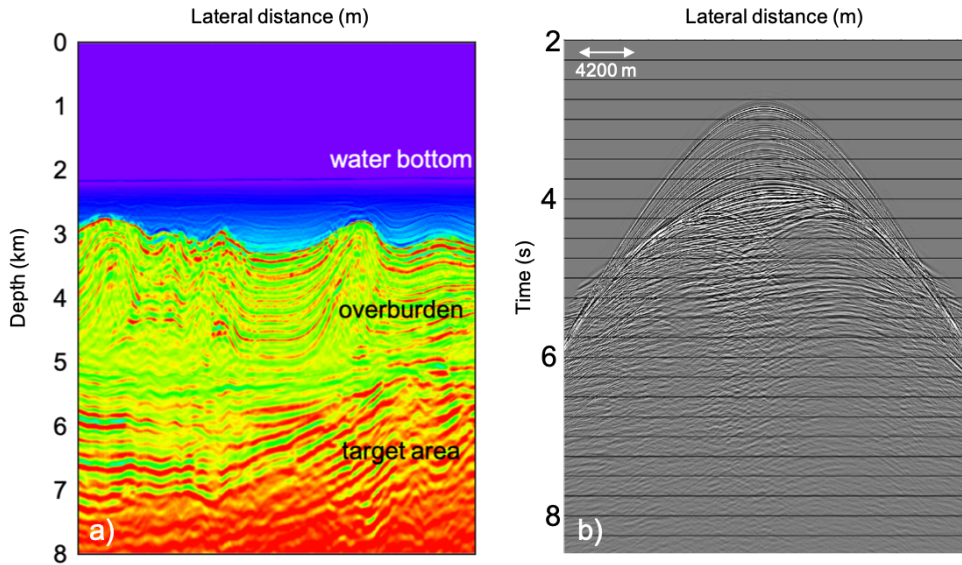 Lateral distance (m)
0
1
2
3
4
5
6
7
8
Depth (km)
water bottom
overburden
target area
a)
Lateral distance (m)
2
4
6
8
Time (s)
4200 m
b)